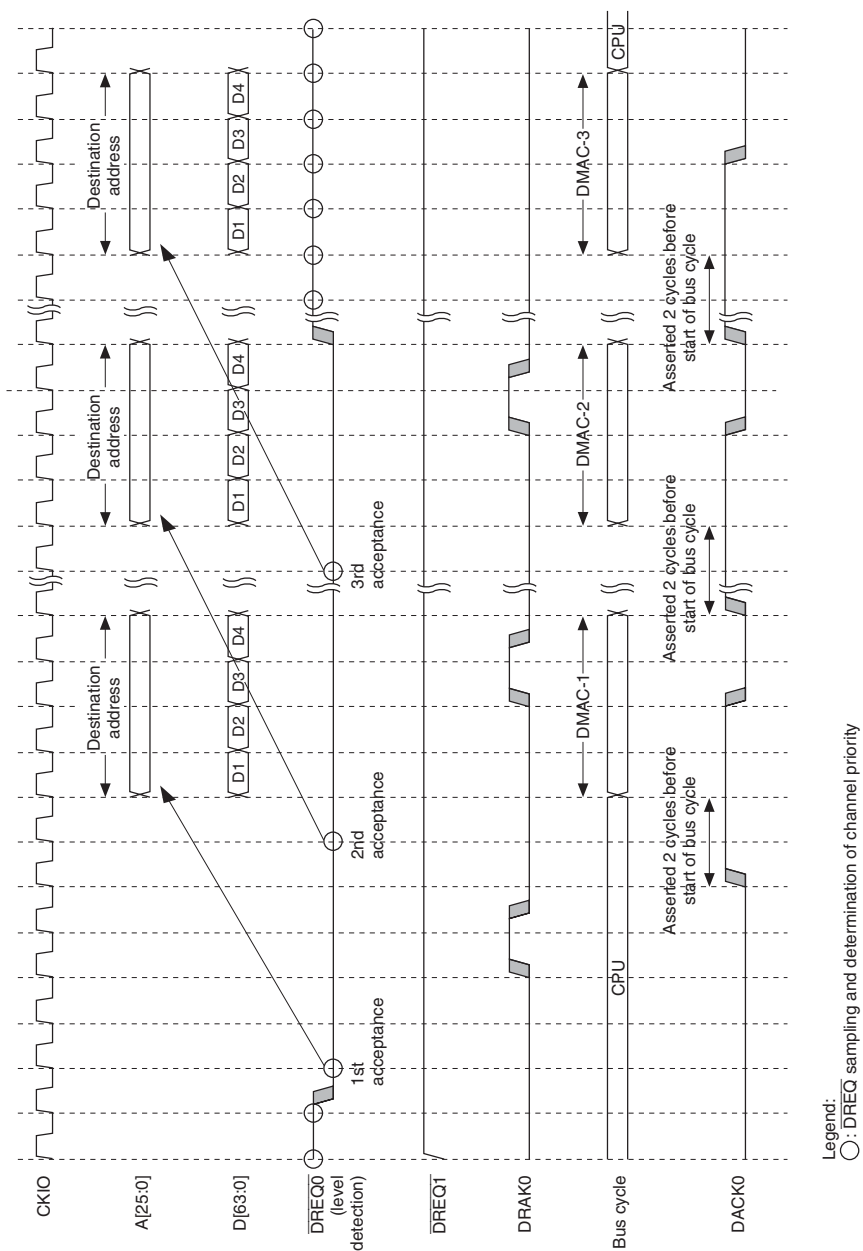 CKIO
A[25:0]
Destination
address
Destination
address
Destination
address
D[63:0]
D1 D2 D3 D4
D1 D2 D3 D4
D1 D2 D3 D4
DREQ0
(level
detection)
1st
acceptance
2nd
acceptance
3rd
acceptance
DREQ1
DRAK0
Bus cycle
CPU
DMAC-1
DMAC-2
DMAC-3
CPU
DACK0
Asserted 2 cycles before
start of bus cycle
Asserted 2 cycles before
start of bus cycle
Asserted 2 cycles before
start of bus cycle
Legend:
: DREQ sampling and determination of channel priority